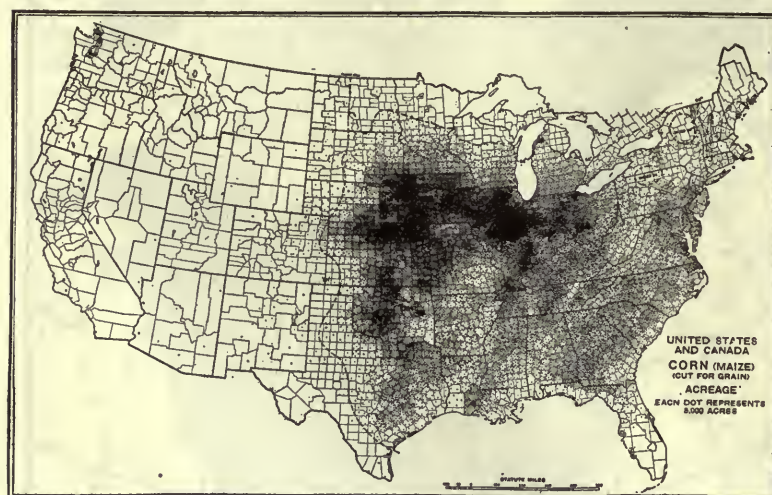 UNITED STATES
AND CANADA
CORN (MAIZE)
(CUT FOR GRAIN)
ACREAGE
EACH DOT REPRESENTS
5,000 ACRES
STATUTE MILES